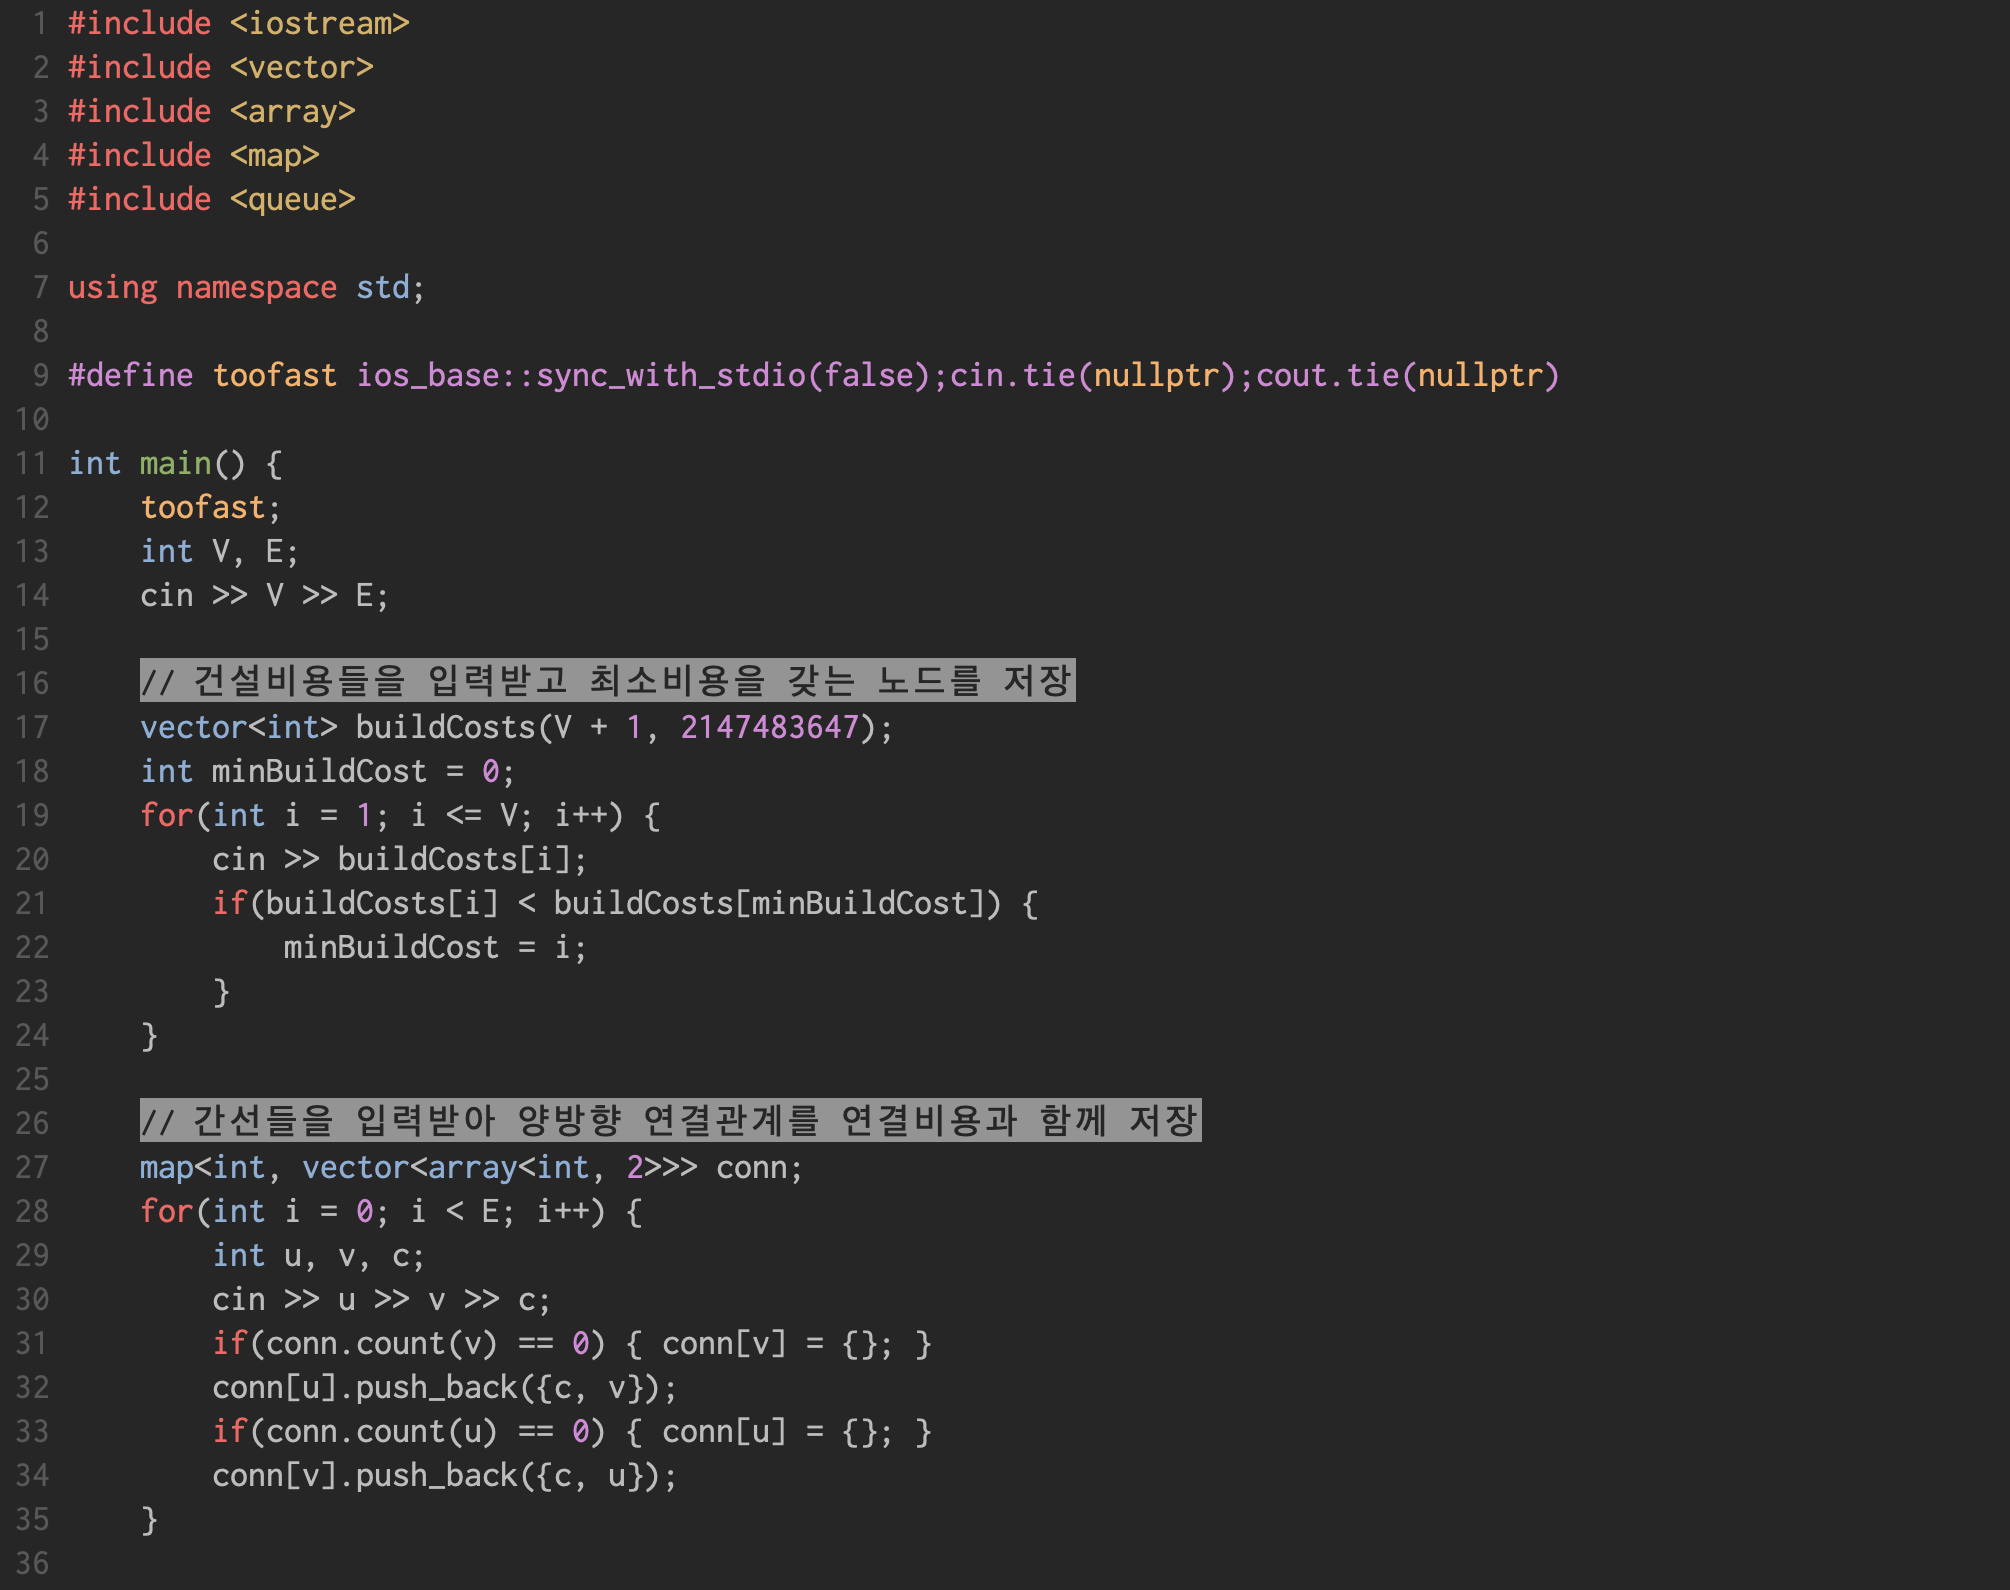 1 #include <iostream>
2 #include <vector>
3 #include <array>
4 #include <map>
5 #include <queue>
6
7 using namespace std;
8
9 #define toofast ios_base::sync_with_stdio(false);cin.tie(nullptr);cout.tie(nullptr)
10
11 int main() {
12     toofast;
13     int V, E;
14     cin >> V >> E;
15
16     // 건설비용들을 입력받고 최소비용을 갖는 노드를 저장
17     vector<int> buildCosts(V + 1, 2147483647);
18     int minBuildCost = 0;
19     for(int i = 1; i <= V; i++) {
20         cin >> buildCosts[i];
21         if(buildCosts[i] < buildCosts[minBuildCost]) {
22             minBuildCost = i;
23         }
24     }
25
26     // 간선들을 입력받아 양방향 연결관계를 연결비용과 함께 저장
27     map<int, vector<array<int, 2>>> conn;
28     for(int i = 0; i < E; i++) {
29         int u, v, c;
30         cin >> u >> v >> c;
31         if(conn.count(v) == 0) { conn[v] = {}; }
32         conn[u].push_back({c, v});
33         if(conn.count(u) == 0) { conn[u] = {}; }
34         conn[v].push_back({c, u});
35     }
36